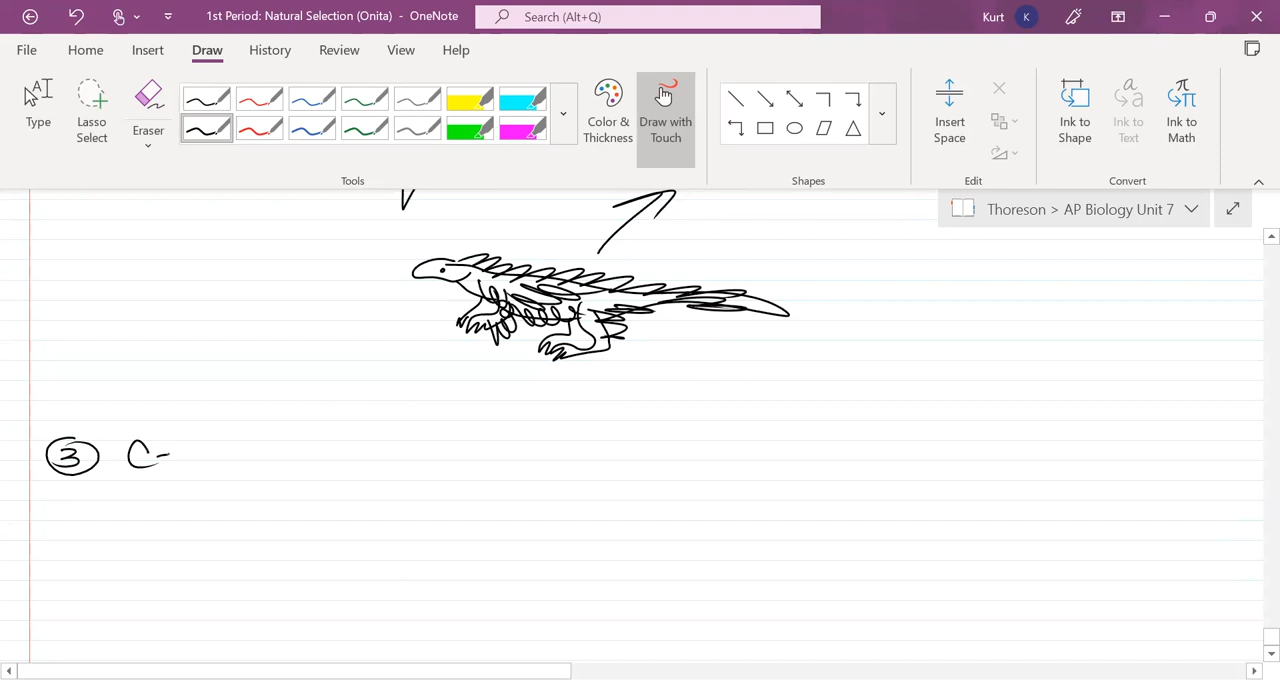 1st Period: Natural Selection (Onita) - OneNote
Search (Alt+Q)
Kurt
K
File Home Insert Draw History Review View Help
Type
Lasso Select
Eraser
Color & Thickness
Draw with Touch
Insert Space
Ink to Shape
Ink to Text
Ink to Math
Tools
Shapes
Edit
Convert
Thoreson > AP Biology Unit 7
3 C-